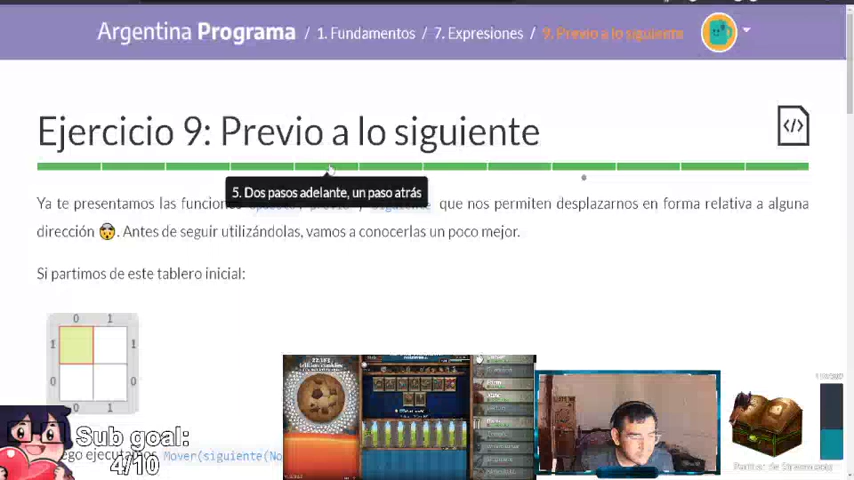 Argentina Programa / 1. Fundamentos / 7. Expresiones / 9. Previo a lo siguiente
Ejercicio 9: Previo a lo siguiente
5. Dos pasos adelante, un paso atrás
Ya te presentamos las funciones que nos permiten desplazarnos en forma relativa a alguna
dirección 😲. Antes de seguir utilizándolas, vamos a conocerlas un poco mejor.
Si partimos de este tablero inicial:
0 1
1 1
0 0
0 1
Sub goal:
4/10
Mover(siguiente(No